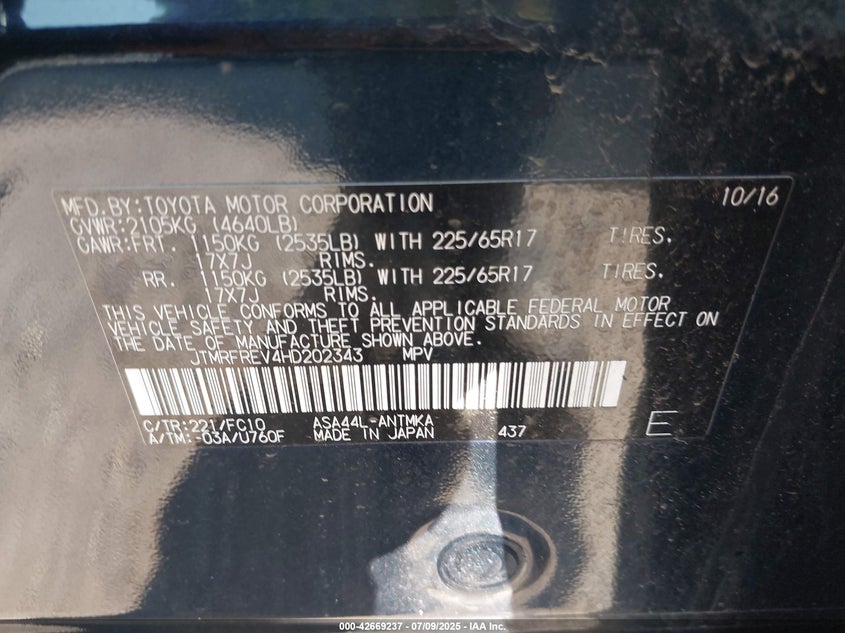 MFD.BY:TOYOTA MOTOR CORPORATION 10/16
GVWR:2105KG (4640LB)
GAWR:FRT. 1150KG (2535LB) WITH 225/65R17 TIRES.
17X7J RIMS.
RR. 1150KG (2535LB) WITH 225/65R17 TIRES.
17X7J RIMS.
THIS VEHICLE CONFORMS TO ALL APPLICABLE FEDERAL MOTOR
VEHICLE SAFETY AND THEFT PREVENTION STANDARDS IN EFFECT ON
THE DATE OF MANUFACTURE SHOWN ABOVE.
JTMRFREV4HD202343 MPV
C/TR:221/FC10 ASA44L-ANTMKA
A/TM:-03A/U760F MADE IN JAPAN 437 E
000-42669237 - 07/09/2025 - IAA Inc.